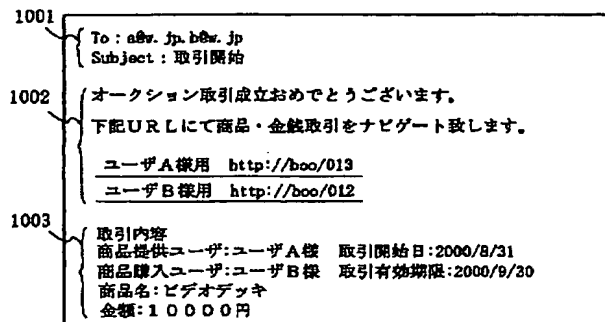 1001
To:a@w.jp.b@w.jp
Subject:取引開始
1002
オークション取引成立おめでとうございます。
下記URLにて商品・金銭取引をナビゲート致します。
ユーザA様用 http://boo/013
ユーザB様用 http://boo/012
1003
取引内容
商品提供ユーザ:ユーザA様 取引開始日:2000/8/31
商品購入ユーザ:ユーザB様 取引有効期限:2000/9/30
商品名:ビデオデッキ
金額:10000円